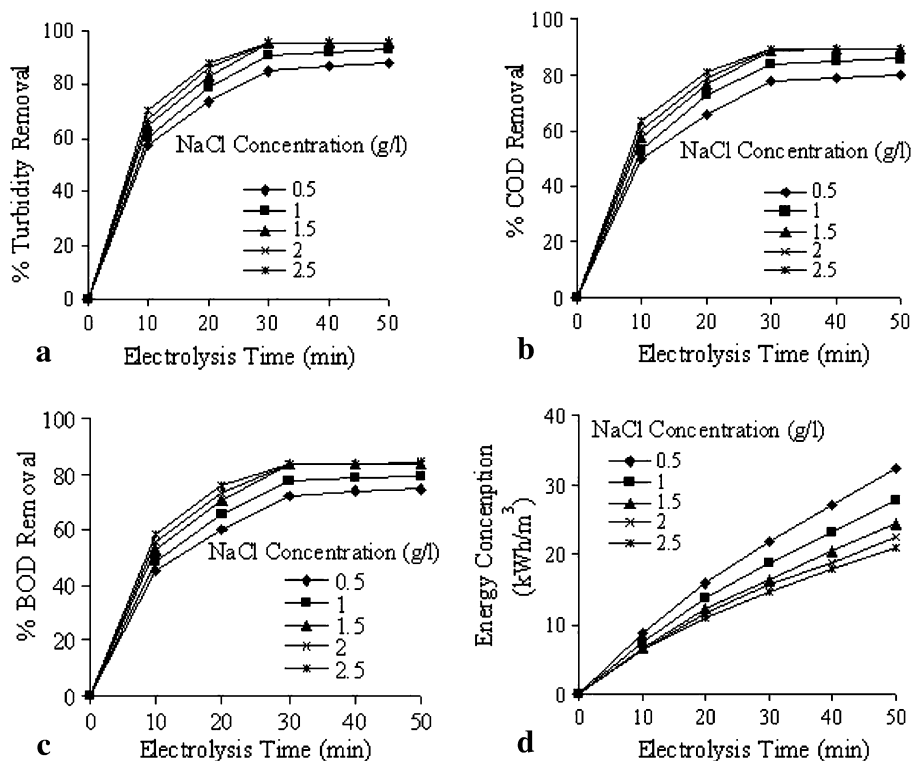 100
80
60
40
20
0
% Turbidity Removal
NaCl Concentration (g/l)
0.5
1
1.5
2
2.5
0 10 20 30 40 50
Electrolysis Time (min)
a
100
80
60
40
20
0
% COD Removal
NaCl Concentration (g/l)
0.5
1
1.5
2
2.5
0 10 20 30 40 50
Electrolysis Time (min)
b
100
80
60
40
20
0
% BOD Removal
NaCl Concentration (g/l)
0.5
1
1.5
2
2.5
0 10 20 30 40 50
Electrolysis Time (min)
c
40
30
20
10
0
Energy Concenption
(kWh/m³)
NaCl Concentration (g/l)
0.5
1
1.5
2
2.5
0 10 20 30 40 50
Electrolysis Time (min)
d